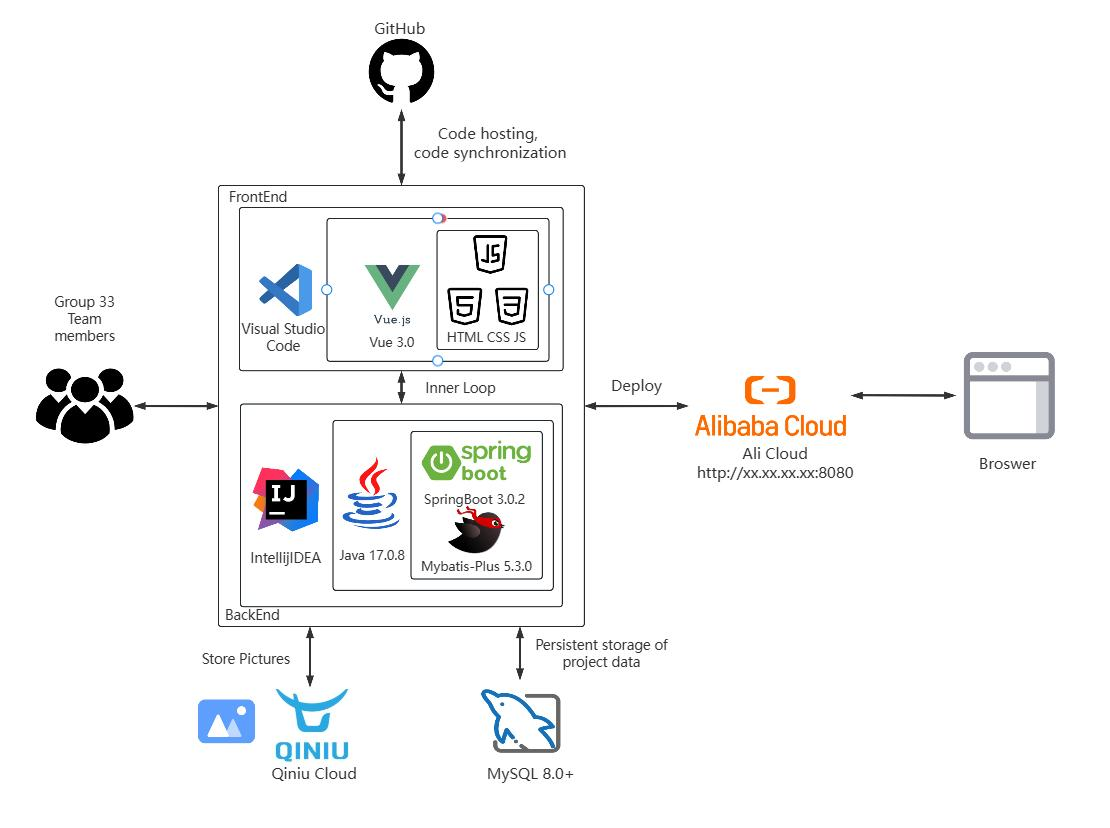 GitHub
Code hosting,
code synchronization
FrontEnd
JS
5
3
HTML CSS JS
Vue.js
Vue 3.0
Visual Studio
Code
Group 33
Team
members
Inner Loop
Deploy
Alibaba Cloud
Ali Cloud
http://xx.xx.xx.xx:8080
Broswer
spring
boot
SpringBoot 3.0.2
Mybatis-Plus 5.3.0
Java 17.0.8
IJ
IntellijIDEA
BackEnd
Store Pictures
Persistent storage of
project data
QINIU
Qiniu Cloud
MySQL 8.0+